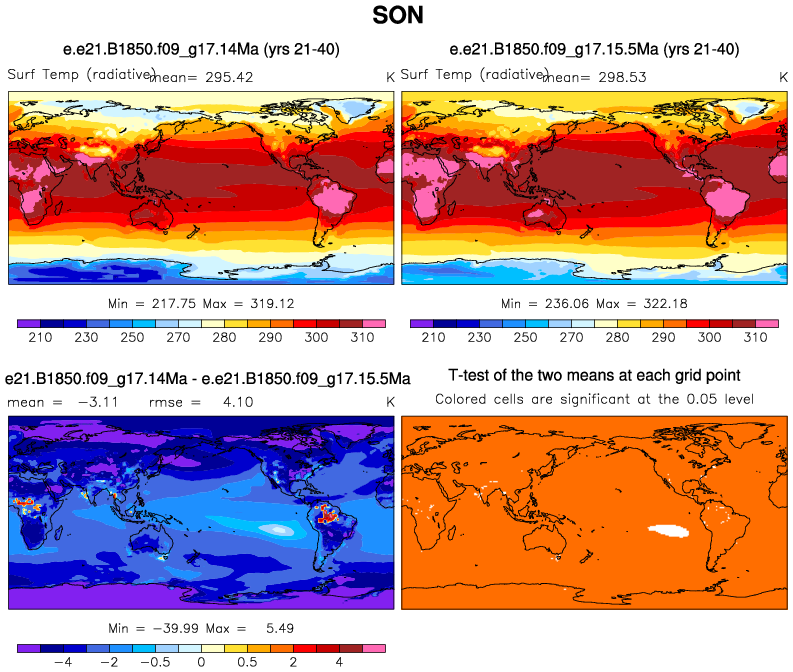 SON
e.e21.B1850.f09_g17.14Ma (yrs 21-40)
Surf Temp (radiative) mean= 295.42 K
Min = 217.75 Max = 319.12
210 230 250 270 280 290 300 310
e.e21.B1850.f09_g17.15.5Ma (yrs 21-40)
Surf Temp (radiative) mean= 298.53 K
Min = 236.06 Max = 322.18
210 230 250 270 280 290 300 310
e21.B1850.f09_g17.14Ma - e.e21.B1850.f09_g17.15.5Ma
mean = -3.11 rmse = 4.10 K
Min = -39.99 Max = 5.49
-4 -2 -0.5 0 0.5 2 4
T-test of the two means at each grid point
Colored cells are significant at the 0.05 level